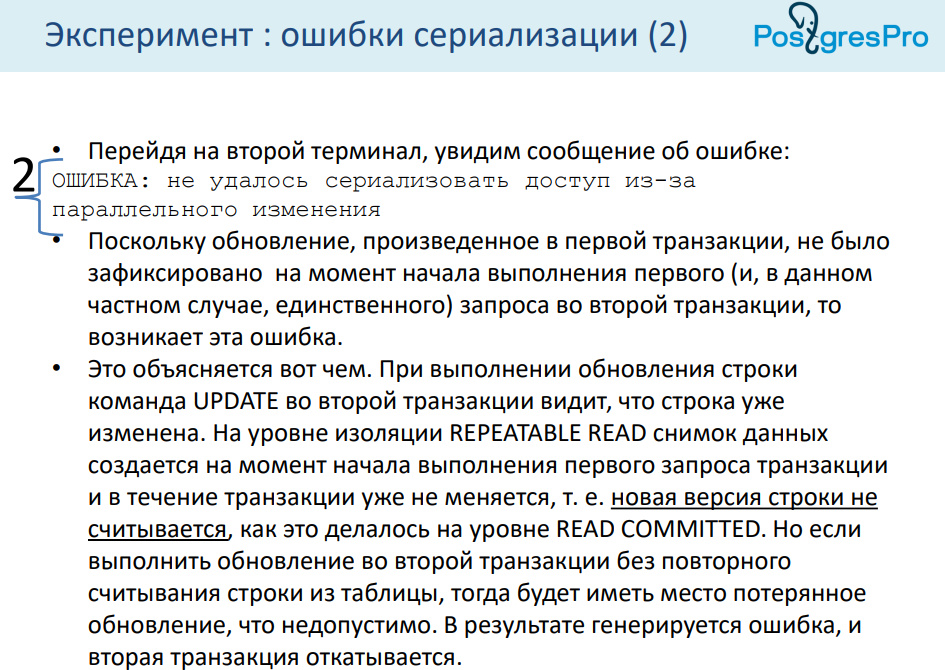 Эксперимент : ошибки сериализации (2)
PostgresPro
• Перейдя на второй терминал, увидим сообщение об ошибке:
2
ОШИБКА: не удалось сериализовать доступ из-за
параллельного изменения
• Поскольку обновление, произведенное в первой транзакции, не было
зафиксировано на момент начала выполнения первого (и, в данном
частном случае, единственного) запроса во второй транзакции, то
возникает эта ошибка.
• Это объясняется вот чем. При выполнении обновления строки
команда UPDATE во второй транзакции видит, что строка уже
изменена. На уровне изоляции REPEATABLE READ снимок данных
создается на момент начала выполнения первого запроса транзакции
и в течение транзакции уже не меняется, т. е. новая версия строки не
считывается, как это делалось на уровне READ COMMITTED. Но если
выполнить обновление во второй транзакции без повторного
считывания строки из таблицы, тогда будет иметь место потерянное
обновление, что недопустимо. В результате генерируется ошибка, и
вторая транзакция откатывается.